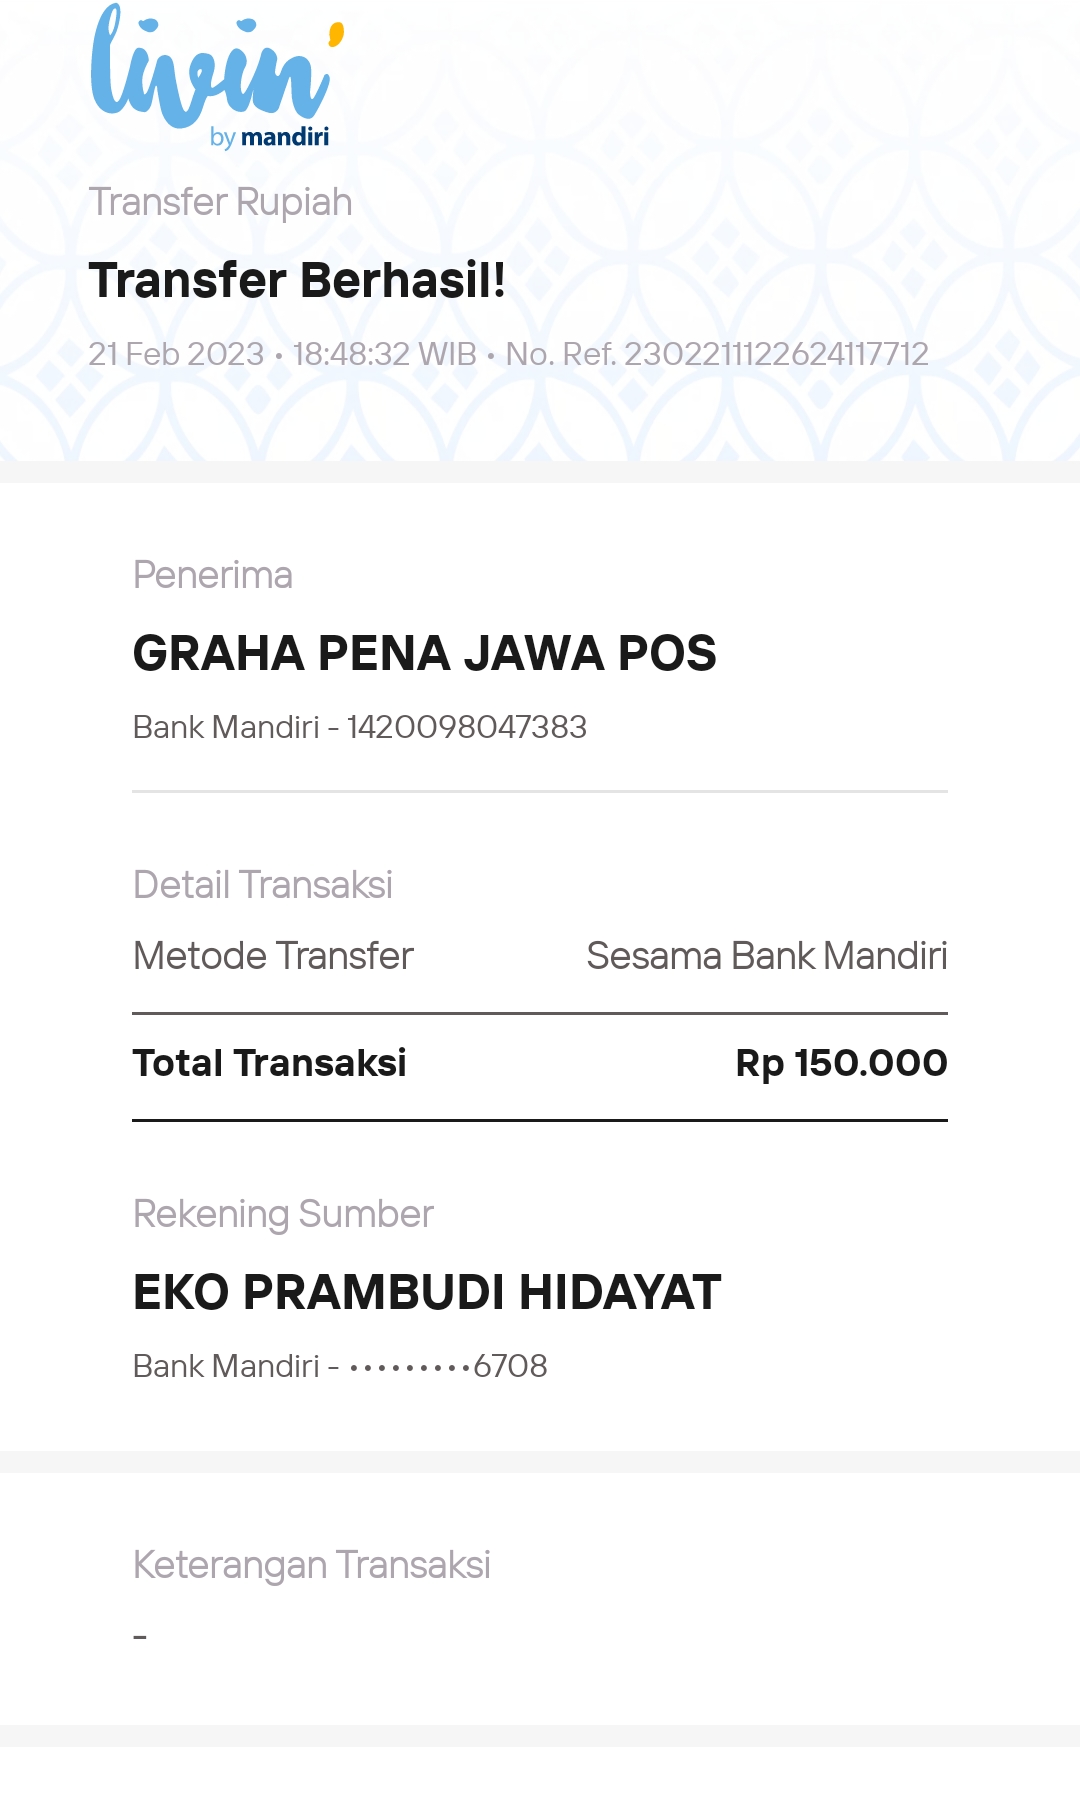 livin'
by mandiri
Transfer Rupiah
Transfer Berhasil!
21 Feb 2023 • 18:48:32 WIB • No. Ref. 2302211122624117712
Penerima
GRAHA PENA JAWA POS
Bank Mandiri - 1420098047383
Detail Transaksi
Metode Transfer Sesama Bank Mandiri
Total Transaksi Rp 150.000
Rekening Sumber
EKO PRAMBUDI HIDAYAT
Bank Mandiri - •••••••••6708
Keterangan Transaksi
-